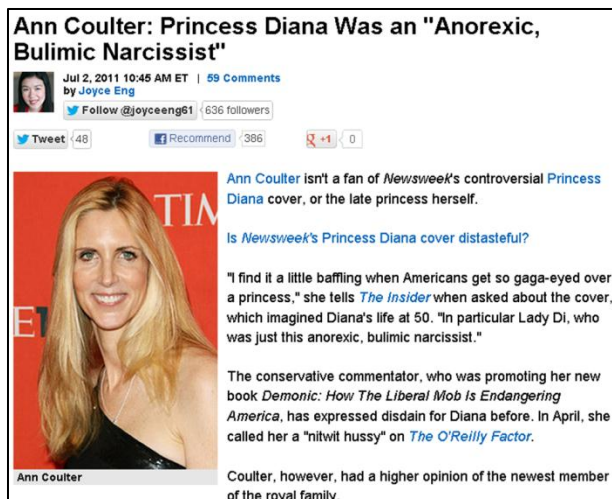 Ann Coulter: Princess Diana Was an "Anorexic,
Bulimic Narcissist"
Jul 2, 2011 10:45 AM ET | 59 Comments
by Joyce Eng
Follow @joyceeng61 636 followers
Tweet 48 Recommend 386 +1 0
TIM
E
Ann Coulter isn't a fan of Newsweek's controversial Princess
Diana cover, or the late princess herself.
Is Newsweek's Princess Diana cover distasteful?
"I find it a little baffling when Americans get so gaga-eyed over
a princess," she tells The Insider when asked about the cover,
which imagined Diana's life at 50. "In particular Lady Di, who
was just this anorexic, bulimic narcissist."
The conservative commentator, who was promoting her new
book Demonic: How The Liberal Mob Is Endangering
America, has expressed disdain for Diana before. In April, she
called her a "nitwit hussy" on The O'Reilly Factor.
Ann Coulter
Coulter, however, had a higher opinion of the newest member
of the royal family.